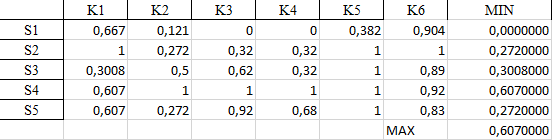 K1 K2 K3 K4 K5 K6 MIN
S1 0,667 0,121 0 0 0,382 0,904 0,0000000
S2 1 0,272 0,32 0,32 1 1 0,2720000
S3 0,3008 0,5 0,62 0,32 1 0,89 0,3008000
S4 0,607 1 1 1 1 0,92 0,6070000
S5 0,607 0,272 0,92 0,68 1 0,83 0,2720000
MAX 0,6070000